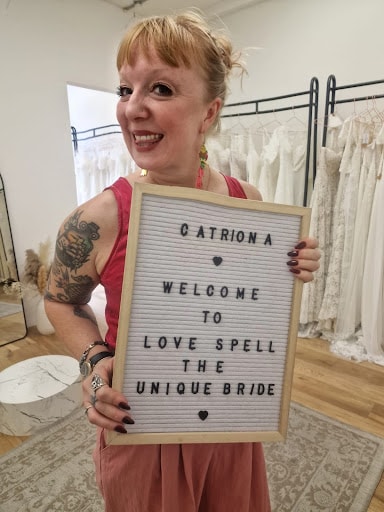 CATRIONA
♥
WELCOME
TO
LOVE SPELL
THE
UNIQUE BRIDE
♥